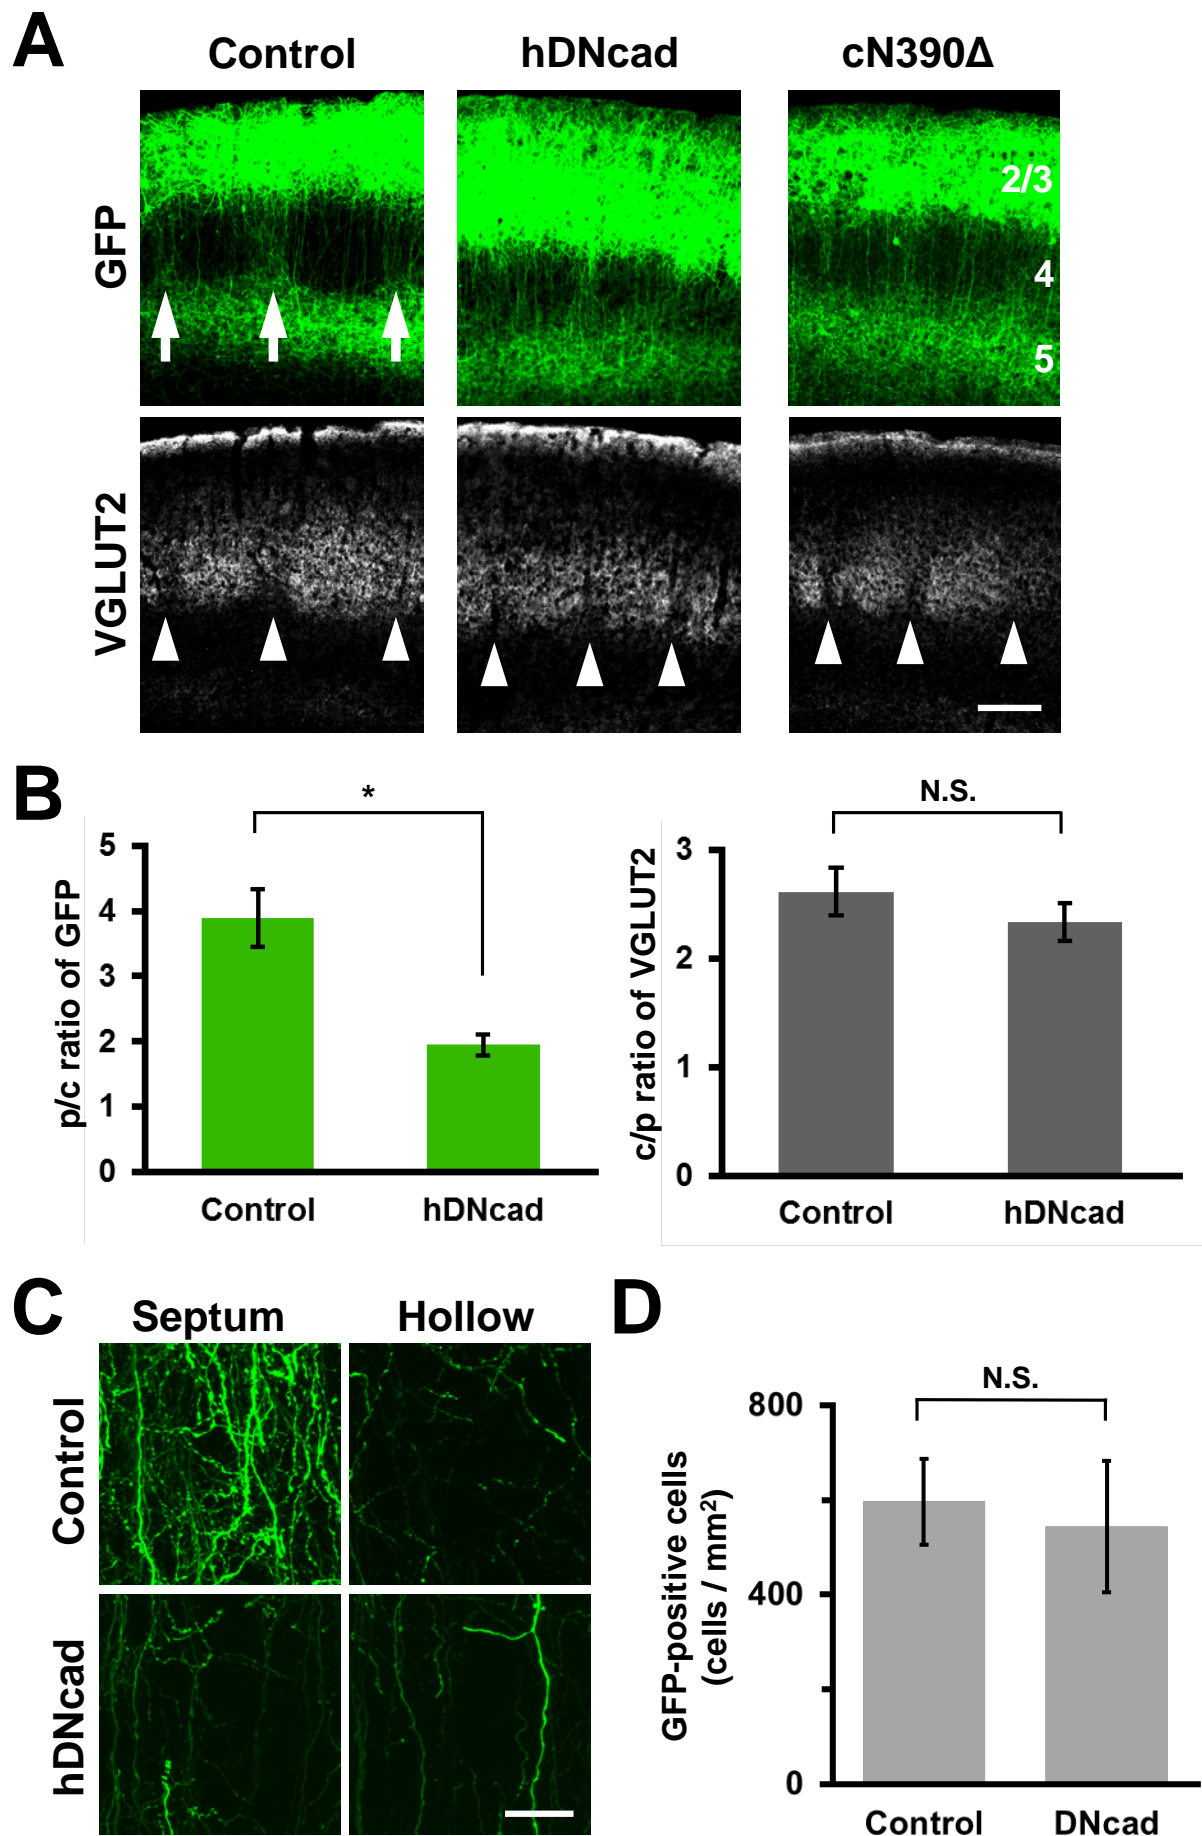 A
Control hDNcad cN390Δ
GFP
2/3
4
5
VGLUT2
B
*
p/c ratio of GFP
5
4
3
2
1
0
Control hDNcad
N.S.
c/p ratio of VGLUT2
3
2
1
0
Control hDNcad
C
Septum Hollow
Control
hDNcad
D
N.S.
GFP-positive cells
(cells / mm²)
800
400
0
Control DNcad